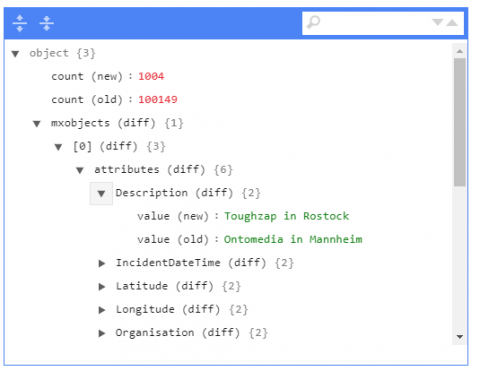 object {3}
count (new) : 1004
count (old) : 100149
mxobjects (diff) {1}
[0] (diff) {3}
attributes (diff) {6}
Description (diff) {2}
value (new) : Toughzap in Rostock
value (old) : Ontomedia in Mannheim
IncidentDateTime (diff) {2}
Latitude (diff) {2}
Longitude (diff) {2}
Organisation (diff) {2}